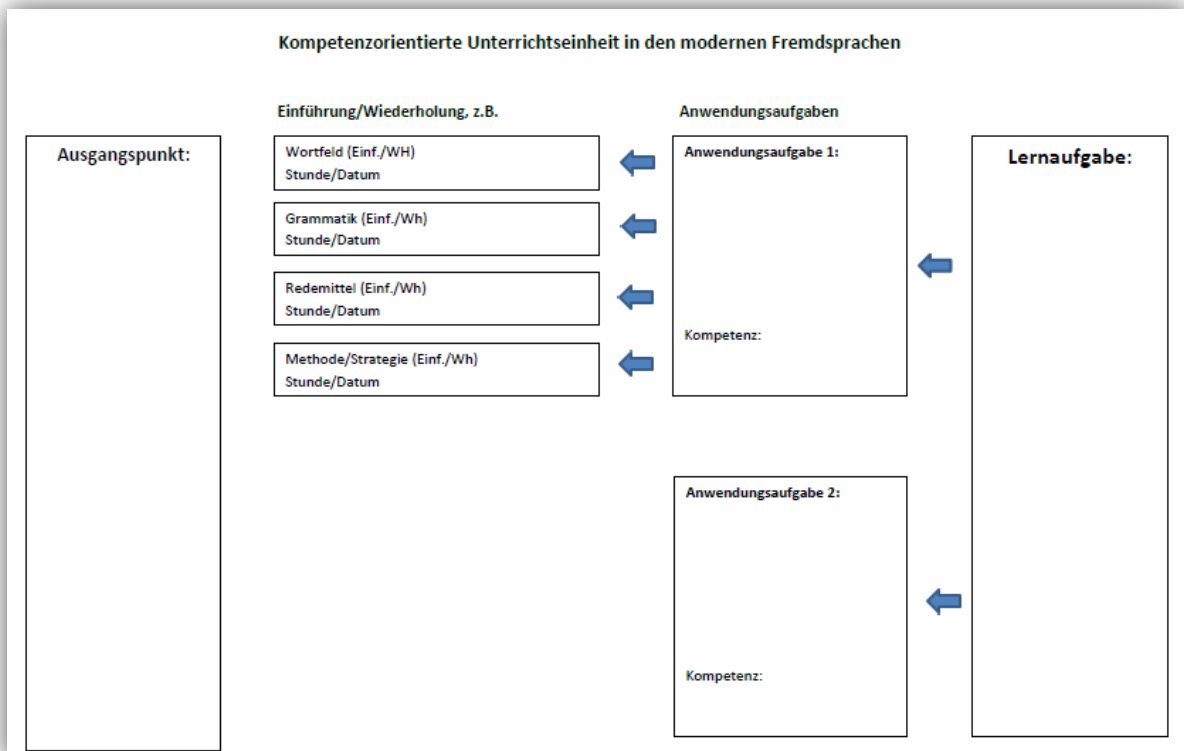 Kompetenzorientierte Unterrichtseinheit in den modernen Fremdsprachen
Einführung/Wiederholung, z.B.
Anwendungsaufgaben
Ausgangspunkt:
Wortfeld (Einf./WH)
Stunde/Datum
Grammatik (Einf./Wh)
Stunde/Datum
Redemittel (Einf./Wh)
Stunde/Datum
Methode/Strategie (Einf./Wh)
Stunde/Datum
Anwendungsaufgabe 1:
Kompetenz:
Anwendungsaufgabe 2:
Kompetenz:
Lernaufgabe: